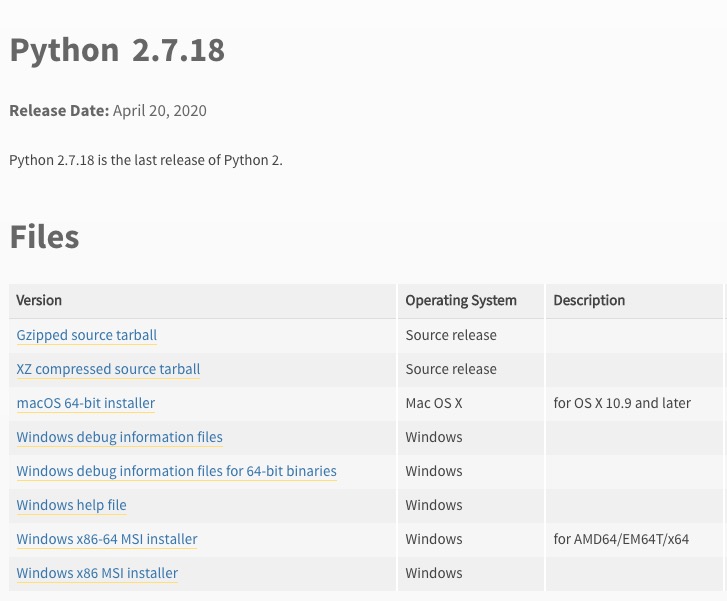 Python 2.7.18
Release Date: April 20, 2020
Python 2.7.18 is the last release of Python 2.
Files
Version Operating System Description
Gzipped source tarball Source release
XZ compressed source tarball Source release
macOS 64-bit installer Mac OS X for OS X 10.9 and later
Windows debug information files Windows
Windows debug information files for 64-bit binaries Windows
Windows help file Windows
Windows x86-64 MSI installer Windows for AMD64/EM64T/x64
Windows x86 MSI installer Windows